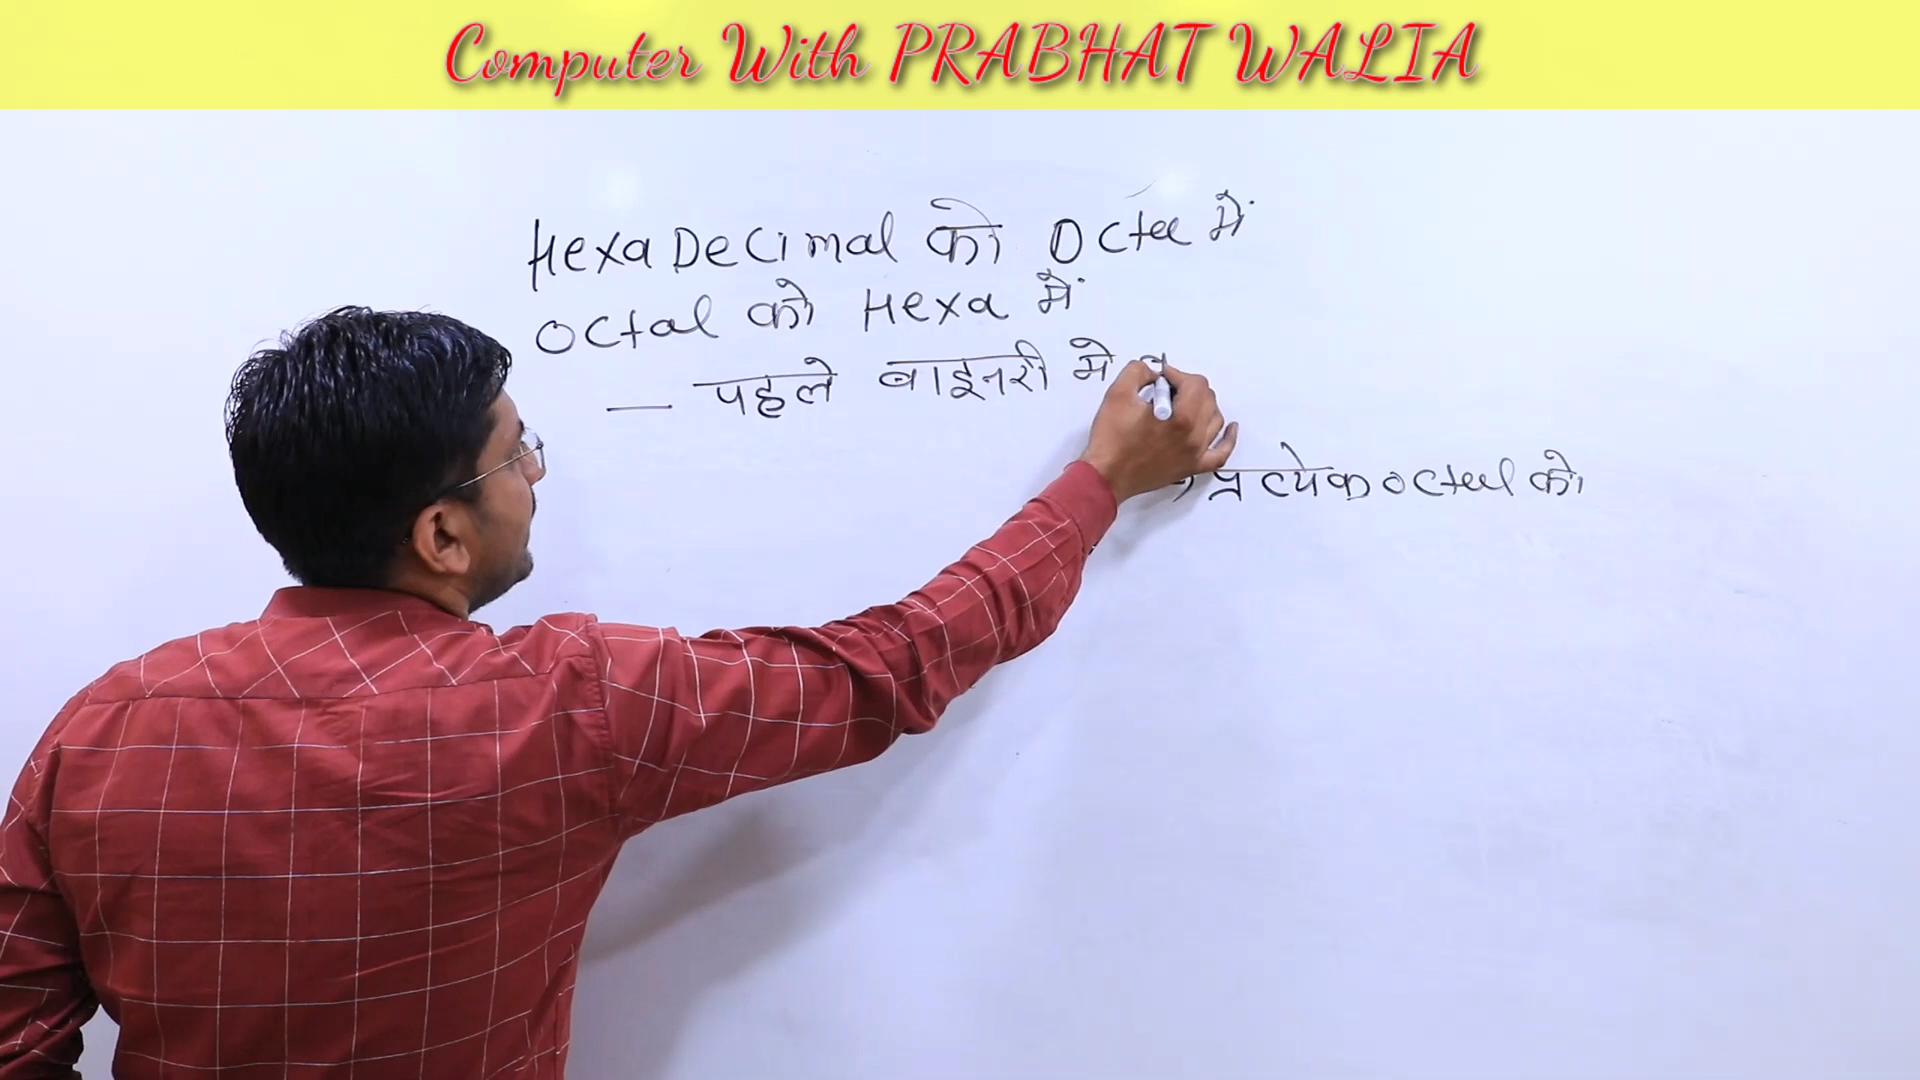 Computer With PRABHAT WALIA
HexaDecimal को Octal में
Octal को Hexa में
— पहले बाइनरी मे
प्रत्येक Octal को